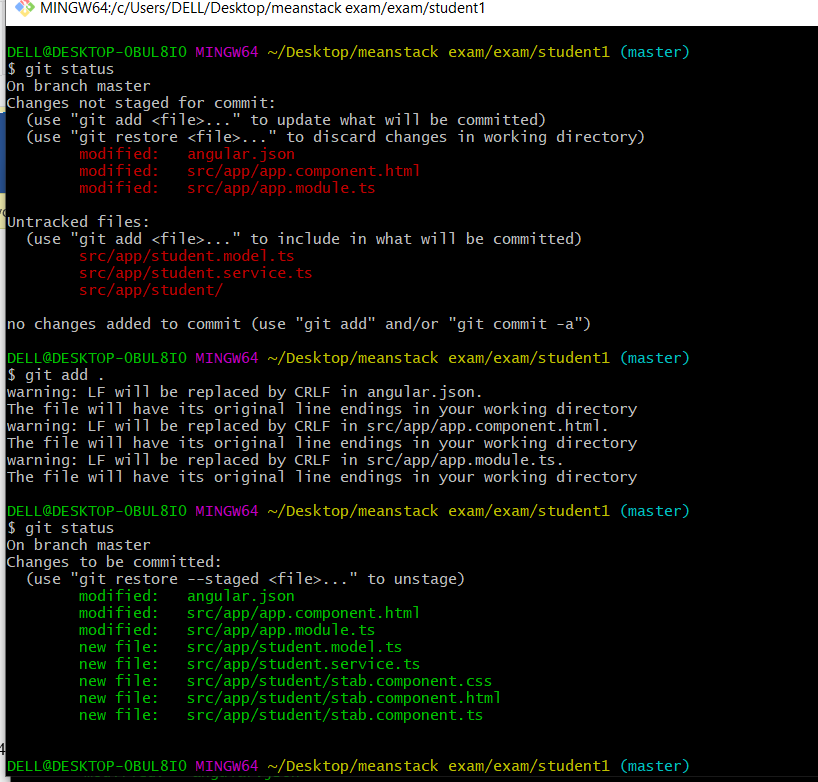 MINGW64:/c/Users/DELL/Desktop/meanstack exam/exam/student1
DELL@DESKTOP-OBUL8IO MINGW64 ~/Desktop/meanstack exam/exam/student1 (master)
$ git status
On branch master
Changes not staged for commit:
  (use "git add <file>..." to update what will be committed)
  (use "git restore <file>..." to discard changes in working directory)
        modified:   angular.json
        modified:   src/app/app.component.html
        modified:   src/app/app.module.ts
Untracked files:
  (use "git add <file>..." to include in what will be committed)
        src/app/student.model.ts
        src/app/student.service.ts
        src/app/student/
no changes added to commit (use "git add" and/or "git commit -a")
DELL@DESKTOP-OBUL8IO MINGW64 ~/Desktop/meanstack exam/exam/student1 (master)
$ git add .
warning: LF will be replaced by CRLF in angular.json.
The file will have its original line endings in your working directory
warning: LF will be replaced by CRLF in src/app/app.component.html.
The file will have its original line endings in your working directory
warning: LF will be replaced by CRLF in src/app/app.module.ts.
The file will have its original line endings in your working directory
DELL@DESKTOP-OBUL8IO MINGW64 ~/Desktop/meanstack exam/exam/student1 (master)
$ git status
On branch master
Changes to be committed:
  (use "git restore --staged <file>..." to unstage)
        modified:   angular.json
        modified:   src/app/app.component.html
        modified:   src/app/app.module.ts
        new file:   src/app/student.model.ts
        new file:   src/app/student.service.ts
        new file:   src/app/student/stab.component.css
        new file:   src/app/student/stab.component.html
        new file:   src/app/student/stab.component.ts
DELL@DESKTOP-OBUL8IO MINGW64 ~/Desktop/meanstack exam/exam/student1 (master)